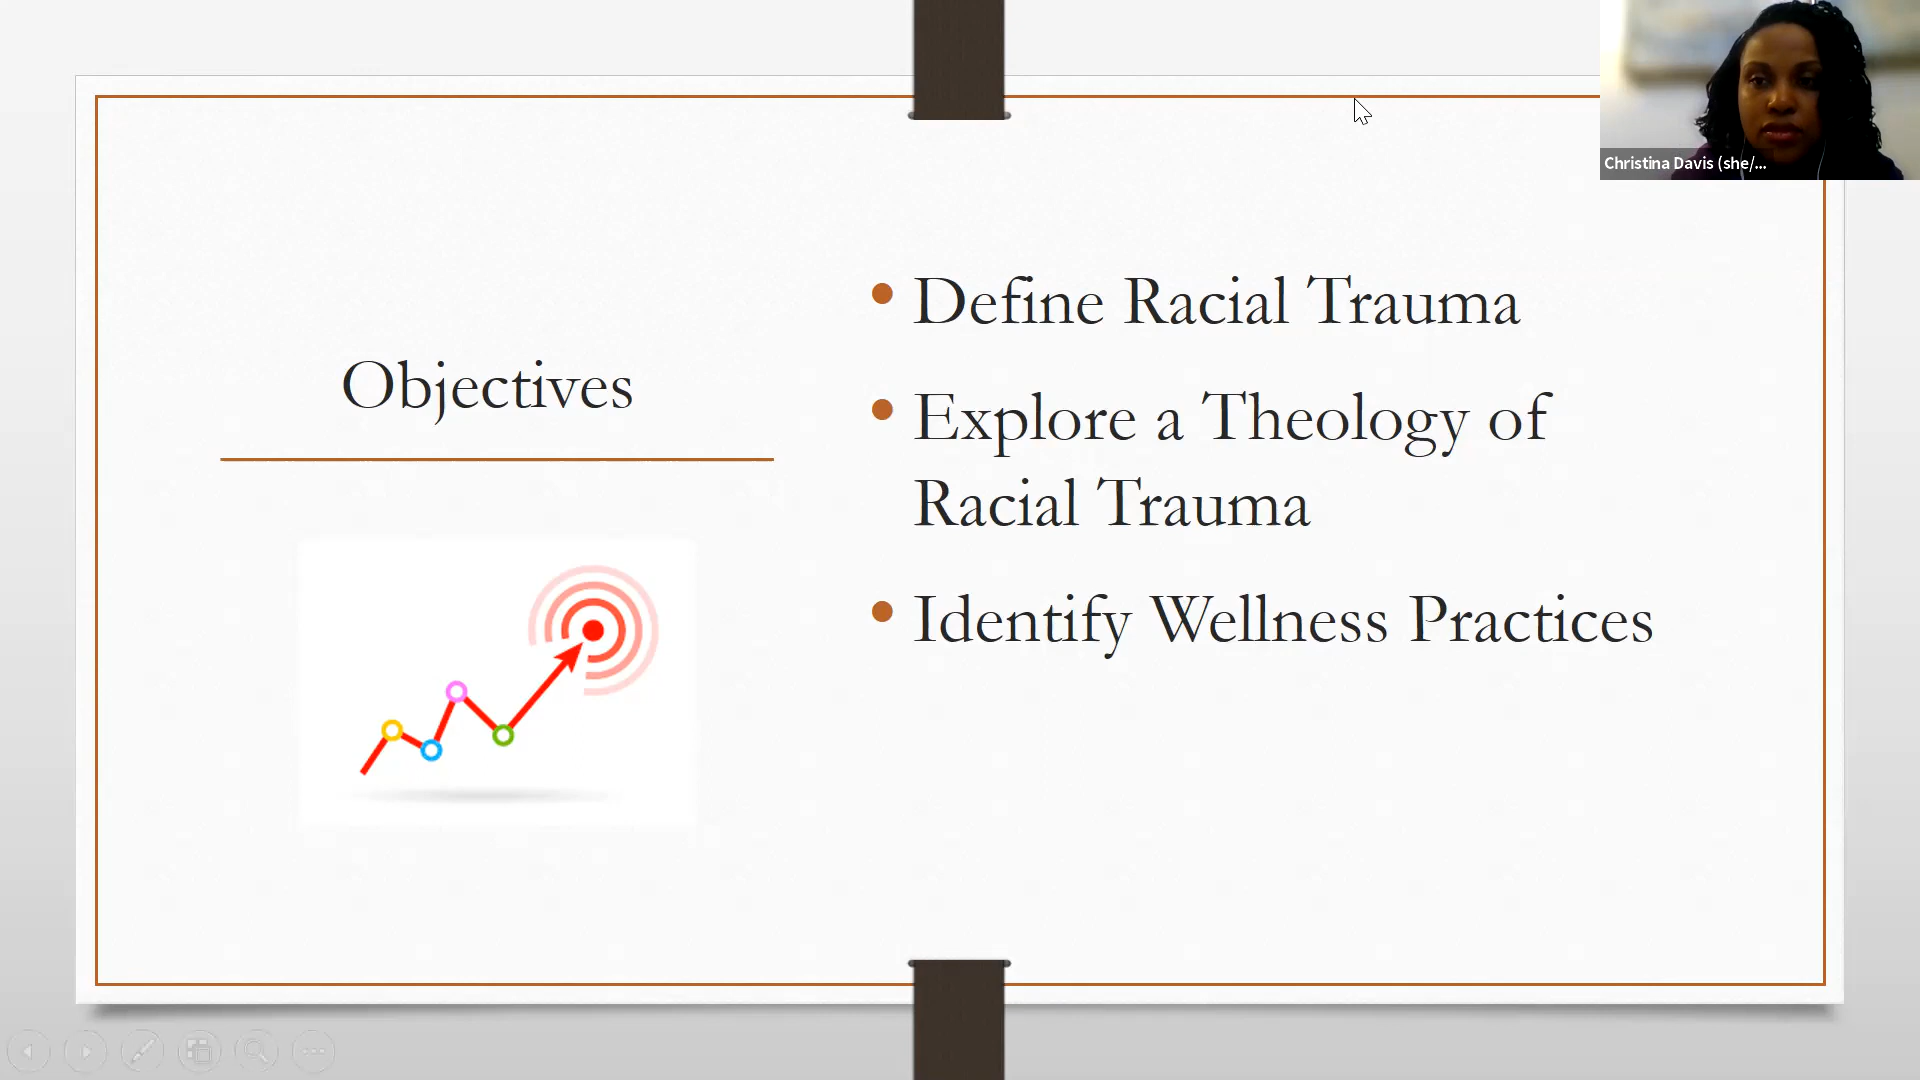 Christina Davis (she/...
Objectives
• Define Racial Trauma
• Explore a Theology of
Racial Trauma
• Identify Wellness Practices